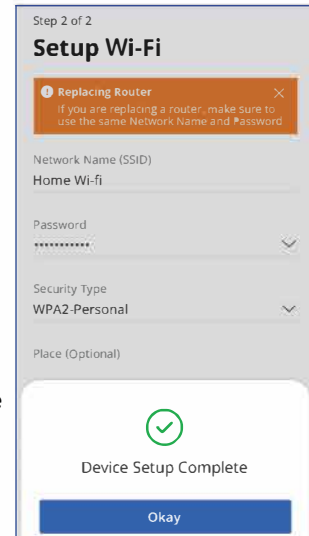 Step 2 of 2
Setup Wi-Fi
Replacing Router
If you are replacing a router, make sure to
use the same Network Name and Password
Network Name (SSID)
Home Wi-fi
Password
•••••••••••
Security Type
WPA2-Personal
Place (Optional)
Device Setup Complete
Okay